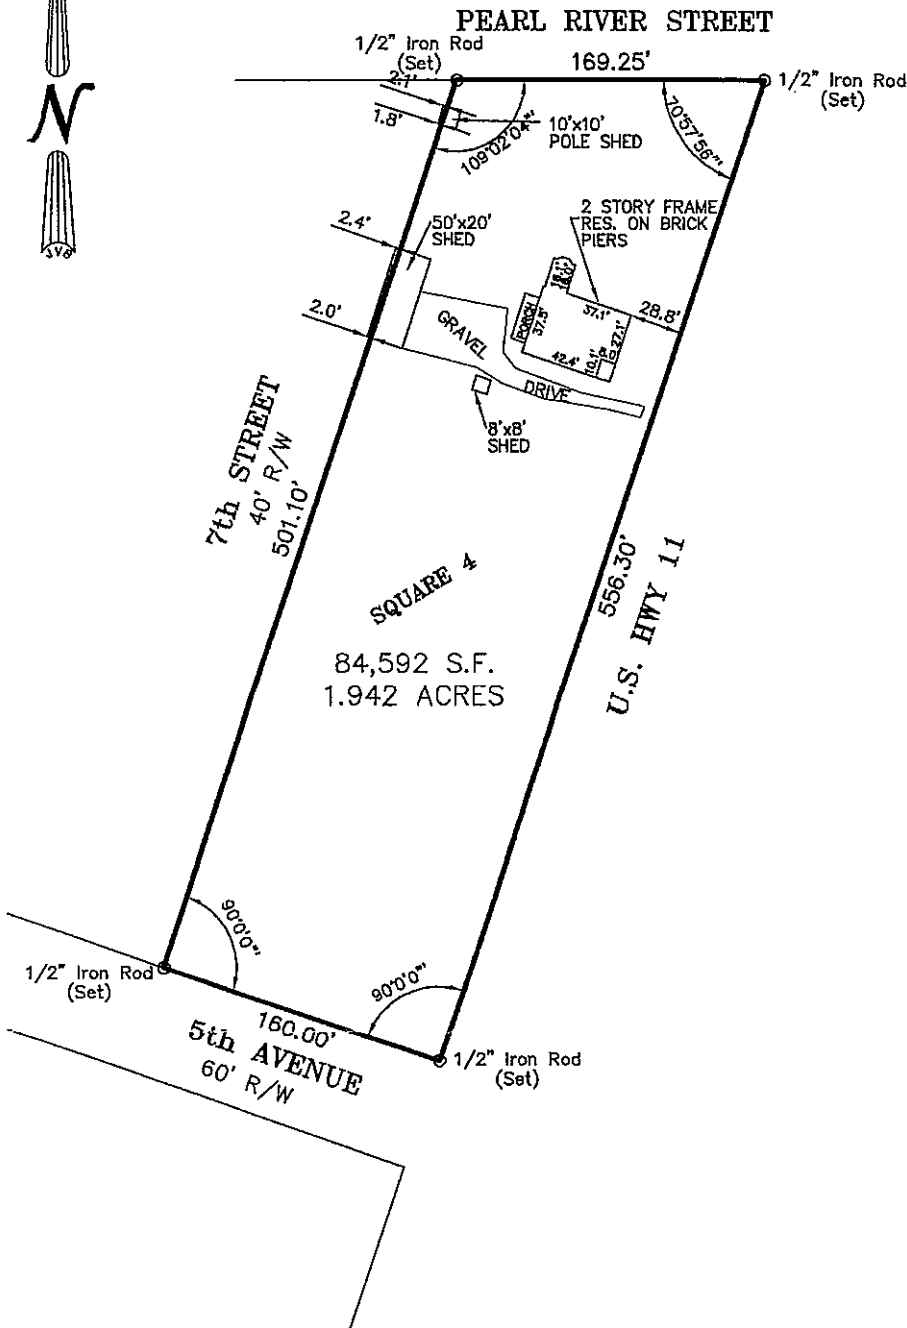 PEARL RIVER STREET
1/2" Iron Rod
(Set)
169.25'
1/2" Iron Rod
(Set)
N
2.1'
1.8'
10'x10'
POLE SHED
109°02'04"'
70°57'56"'
JVB
2.4'
50'x20'
SHED
2 STORY FRAME
RES. ON BRICK
PIERS
2.0'
GRAVEL
DRIVE
PORCH
37.5'
37.1'
28.8'
27.1'
42.4'
10.1'
8'x8'
SHED
7th STREET
40' R/W
501.10'
SQUARE 4
84,592 S.F.
1.942 ACRES
556.30'
U.S. HWY 11
90°0'0"'
90°0'0"'
1/2" Iron Rod
(Set)
160.00'
5th AVENUE
60' R/W
1/2" Iron Rod
(Set)